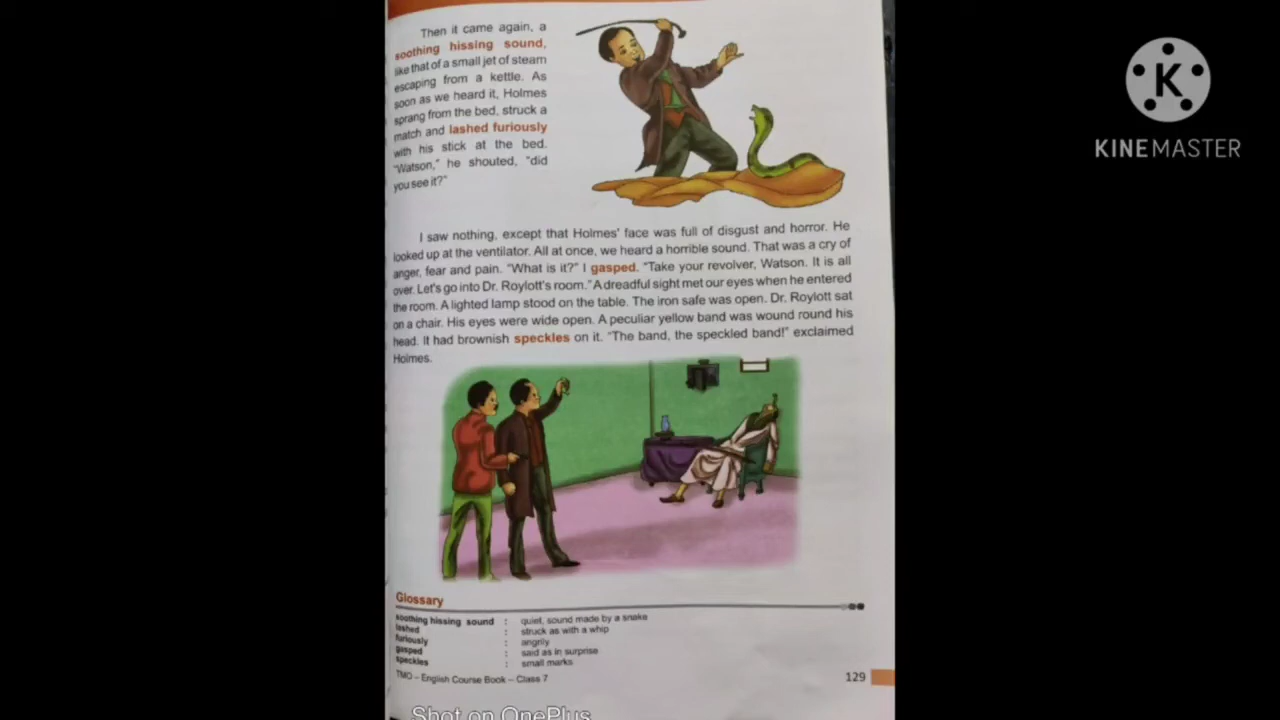 Then it came again, a
soothing hissing sound,
like that of a small jet of steam
escaping from a kettle. As
soon as we heard it, Holmes
sprang from the bed, struck a
match and lashed furiously
with his stick at the bed.
"Watson," he shouted, "did
you see it?"
I saw nothing, except that Holmes' face was full of disgust and horror. He
looked up at the ventilator. All at once, we heard a horrible sound. That was a cry of
anger, fear and pain. "What is it?" I gasped. "Take your revolver, Watson. It is all
over. Let's go into Dr. Roylott's room." A dreadful sight met our eyes when he entered
the room. A lighted lamp stood on the table. The iron safe was open. Dr. Roylott sat
on a chair. His eyes were wide open. A peculiar yellow band was wound round his
head. It had brownish speckles on it. "The band, the speckled band!" exclaimed
Holmes.
Glossary
soothing hissing sound : quiet, sound made by a snake
lashed : struck as with a whip
furiously : angrily
gasped : said as in surprise
speckles : small marks
TMO – English Course Book – Class 7
129
Shot on OnePlus
K
KINEMASTER